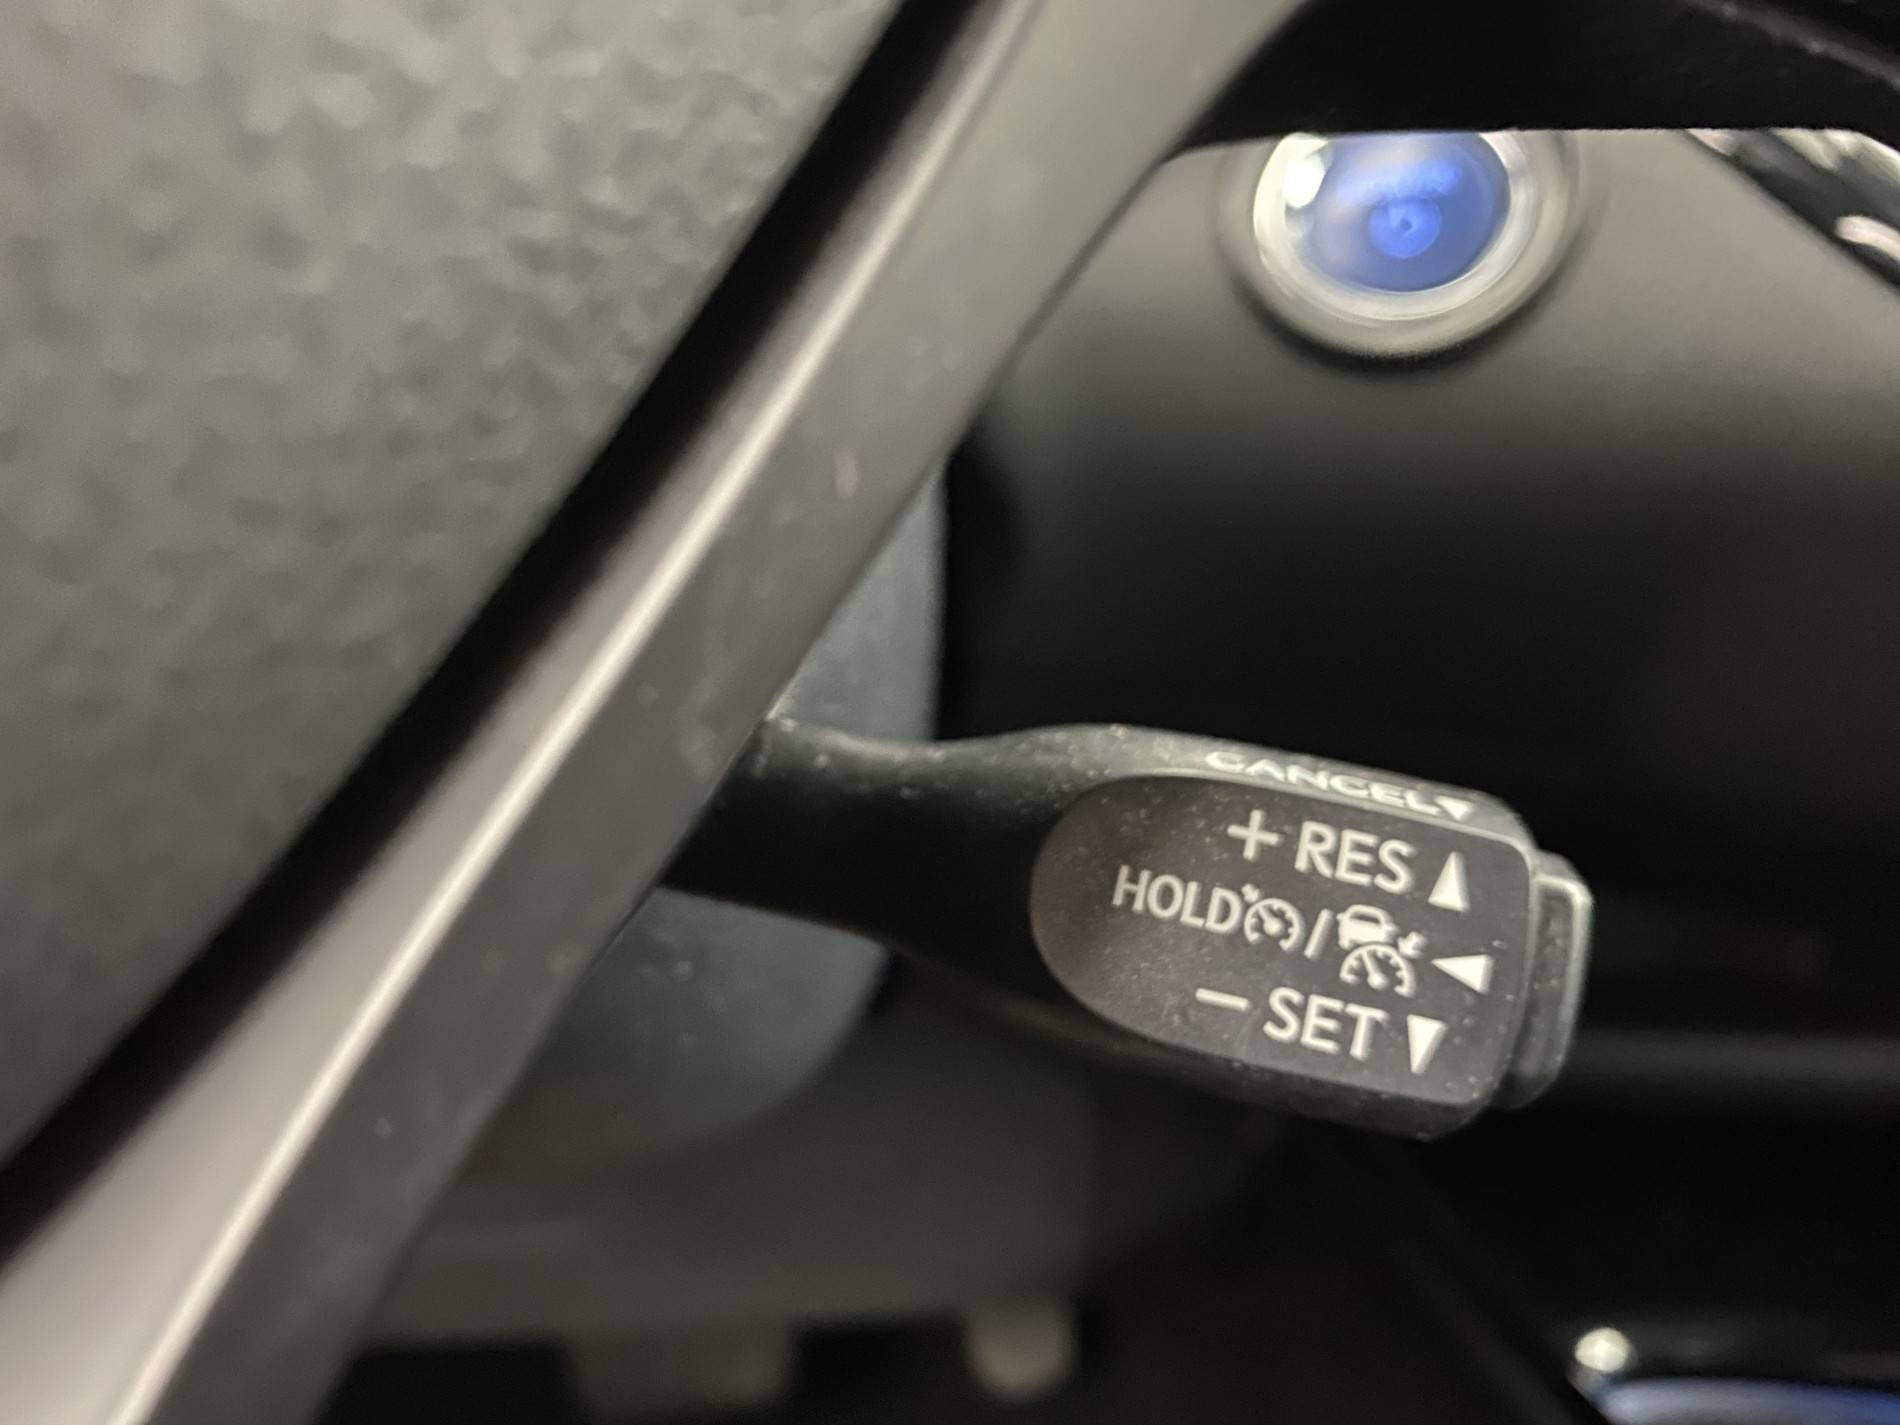 CANCEL▼
+ RES ▲
HOLD / ◀
− SET ▼